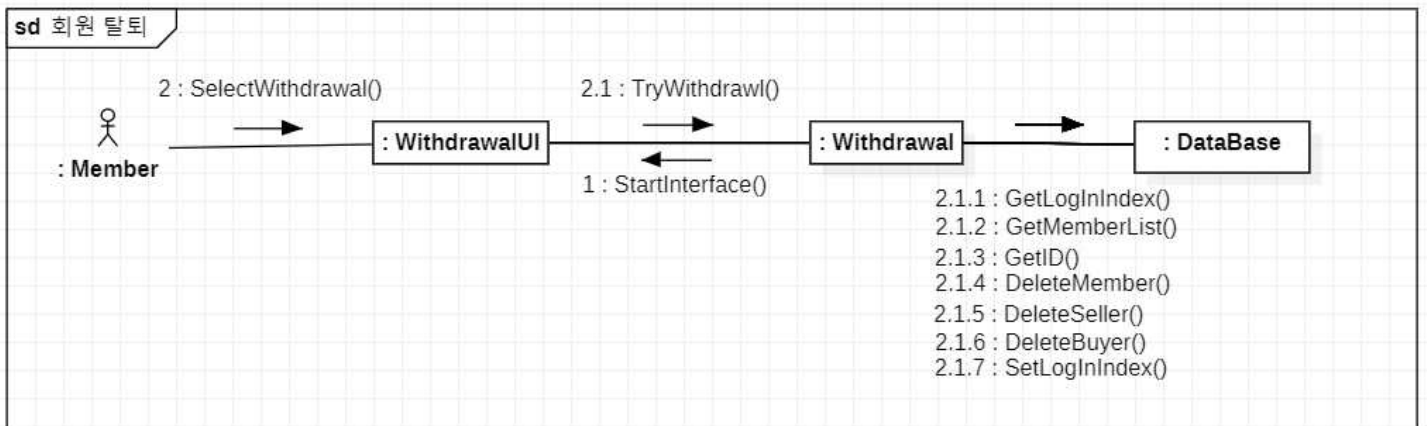 sd 회원 탈퇴
2 : SelectWithdrawal()
2.1 : TryWithdrawl()
: Member
: WithdrawalUI
: Withdrawal
: DataBase
1 : StartInterface()
2.1.1 : GetLogInIndex()
2.1.2 : GetMemberList()
2.1.3 : GetID()
2.1.4 : DeleteMember()
2.1.5 : DeleteSeller()
2.1.6 : DeleteBuyer()
2.1.7 : SetLogInIndex()